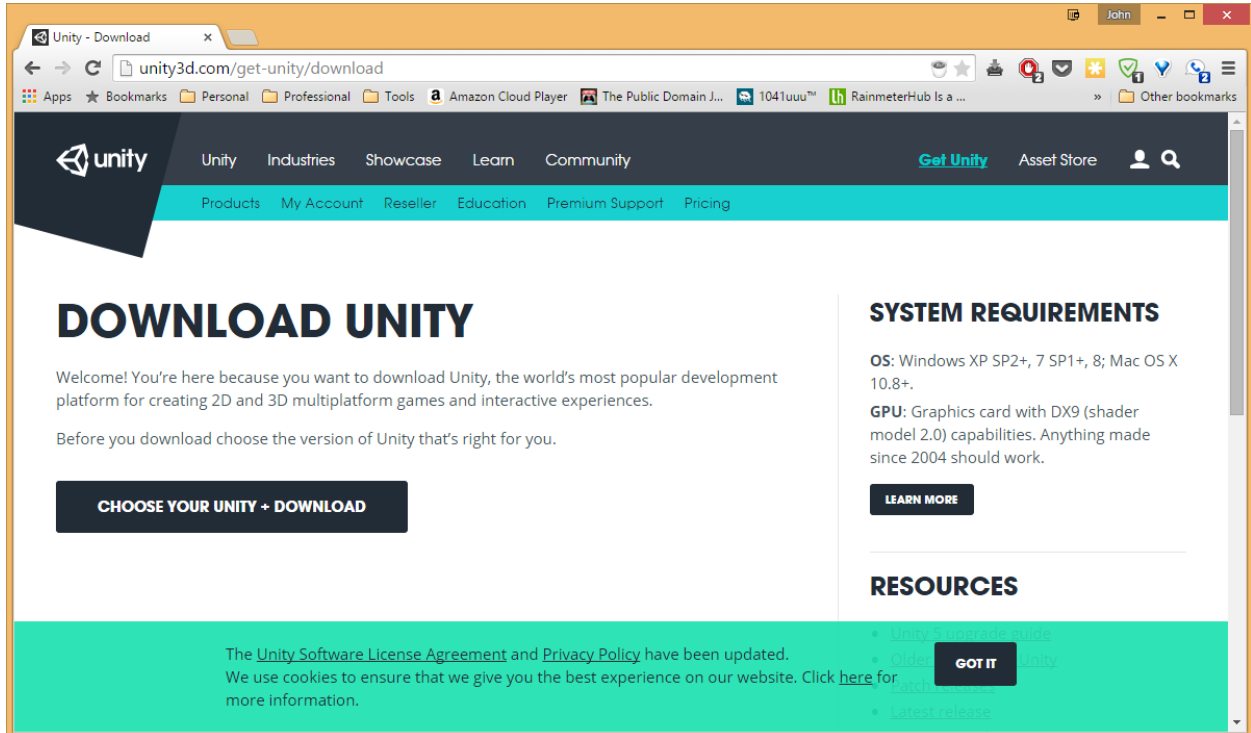 John
Unity - Download
unity3d.com/get-unity/download
2
1
2
Apps Bookmarks Personal Professional Tools a Amazon Cloud Player The Public Domain J... 1041uuu™ lh RainmeterHub Is a ... » Other bookmarks
unity Unity Industries Showcase Learn Community Get Unity Asset Store
Products My Account Reseller Education Premium Support Pricing
DOWNLOAD UNITY
Welcome! You're here because you want to download Unity, the world's most popular development
platform for creating 2D and 3D multiplatform games and interactive experiences.
Before you download choose the version of Unity that's right for you.
CHOOSE YOUR UNITY + DOWNLOAD
SYSTEM REQUIREMENTS
OS: Windows XP SP2+, 7 SP1+, 8; Mac OS X
10.8+.
GPU: Graphics card with DX9 (shader
model 2.0) capabilities. Anything made
since 2004 should work.
LEARN MORE
RESOURCES
Unity 5 upgrade guide
Older Unity
Patch releases
Latest release
The Unity Software License Agreement and Privacy Policy have been updated.
We use cookies to ensure that we give you the best experience on our website. Click here for
more information.
GOT IT